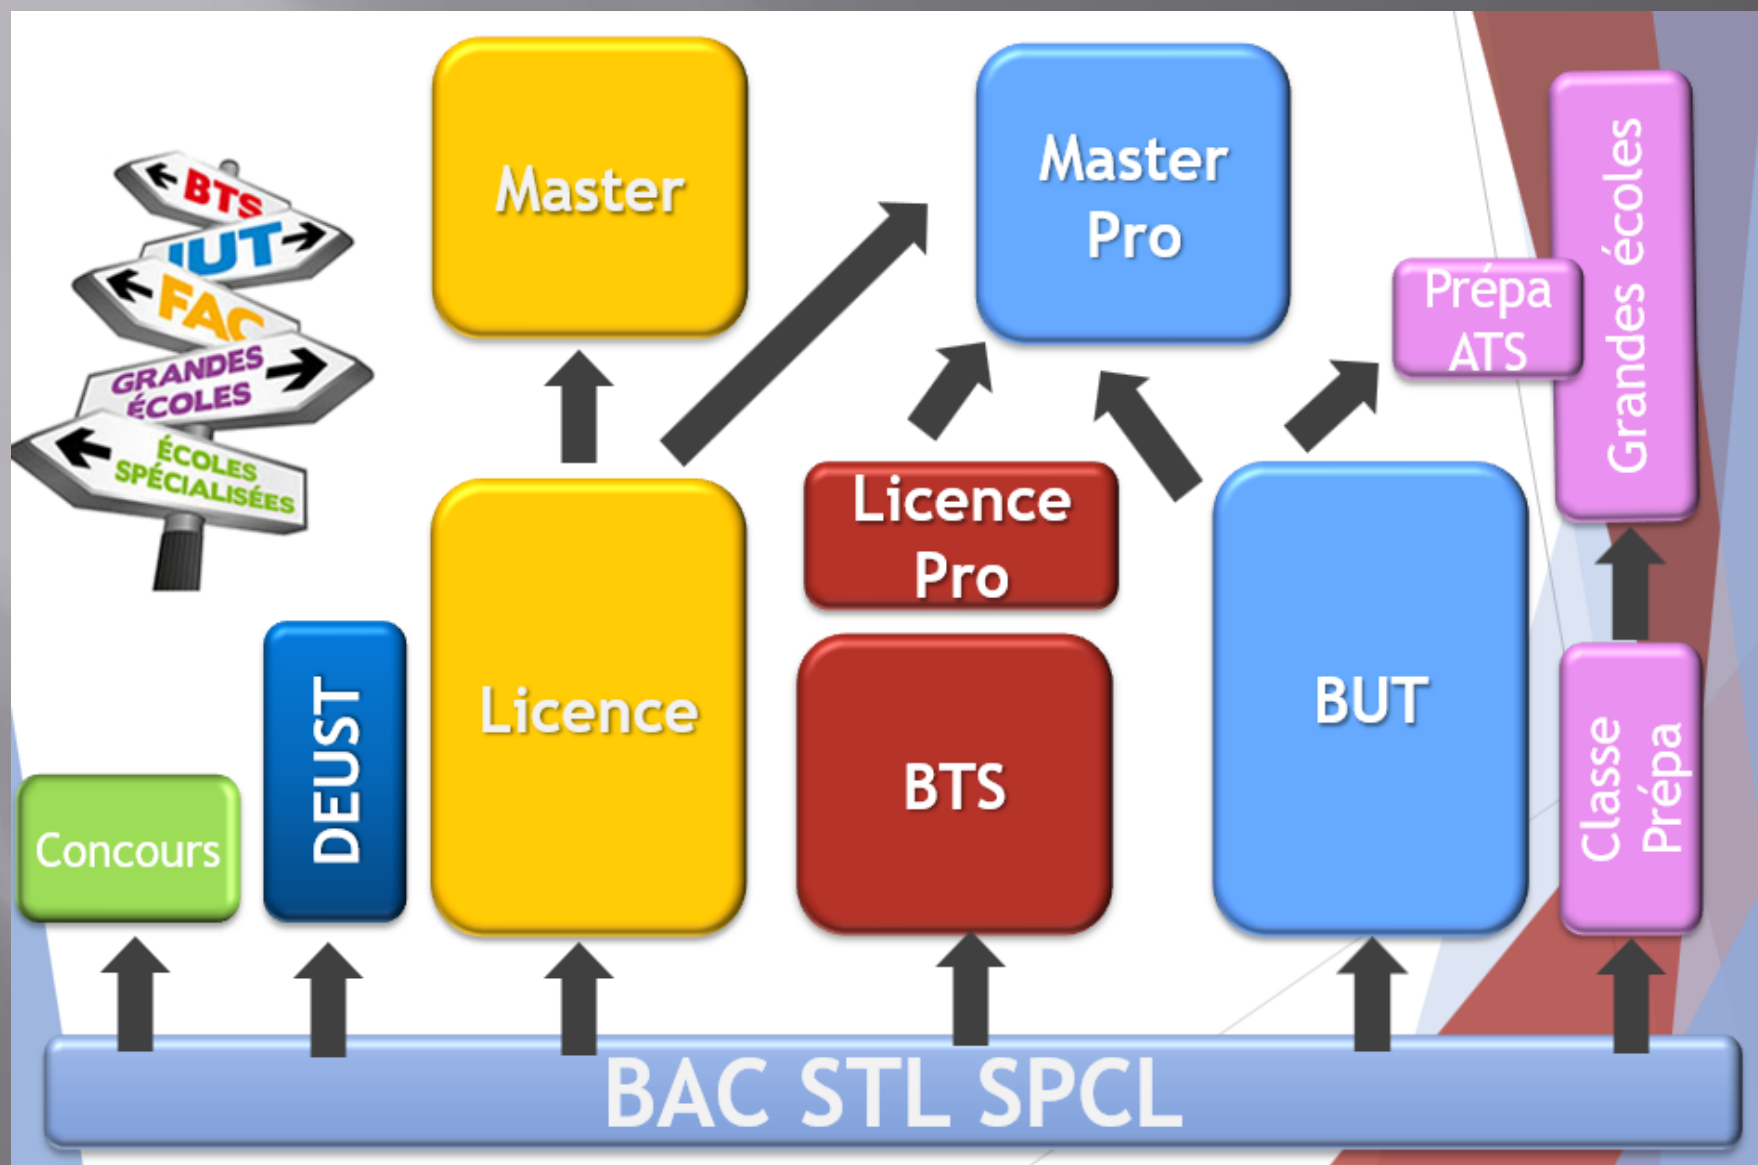 Master
Master
Pro
Grandes écoles
Prépa
ATS
BTS
IUT
FAC
GRANDES
ÉCOLES
ÉCOLES
SPÉCIALISÉES
Licence
Pro
DEUST
Licence
BTS
BUT
Classe
Prépa
Concours
BAC STL SPCL